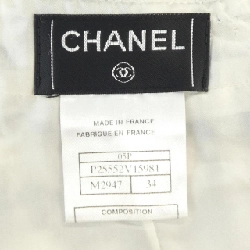 CHANEL
MADE IN FRANCE
FABRIQUE EN FRANCE
05P
P25552V15981
M2947 34
COMPOSITION